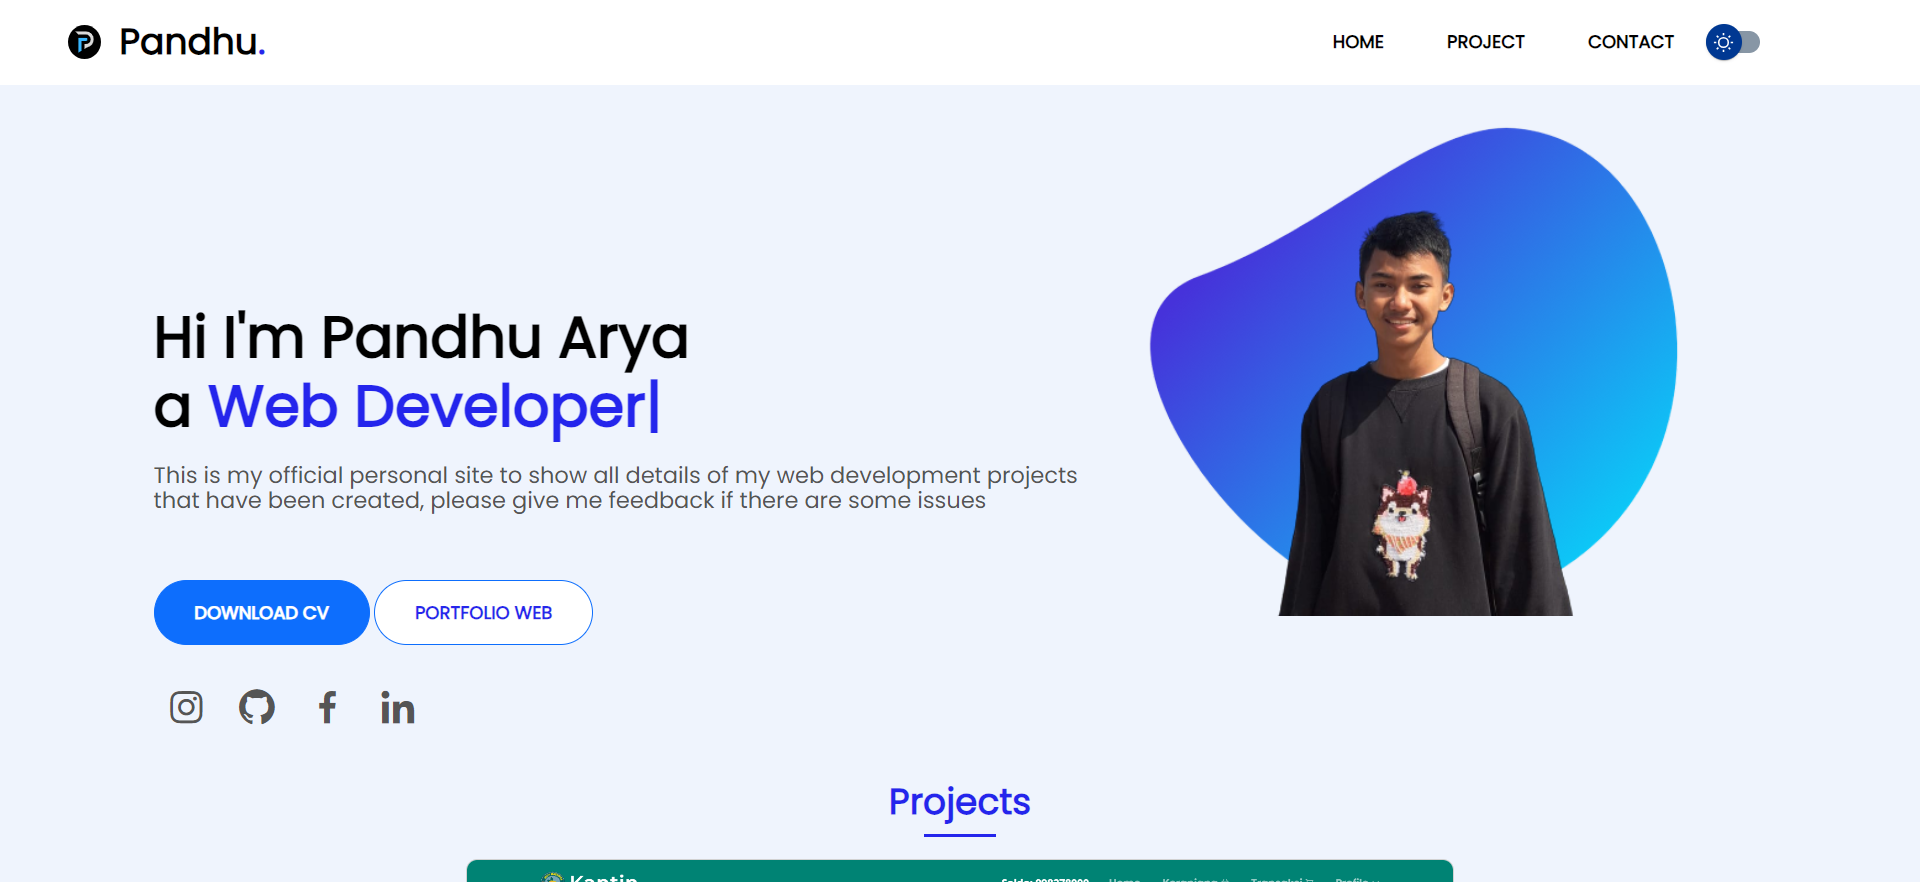 Pandhu.
HOME PROJECT CONTACT
Hi I'm Pandhu Arya
a Web Developer|
This is my official personal site to show all details of my web development projects
that have been created, please give me feedback if there are some issues
DOWNLOAD CV PORTFOLIO WEB
Projects
Kantin
Home